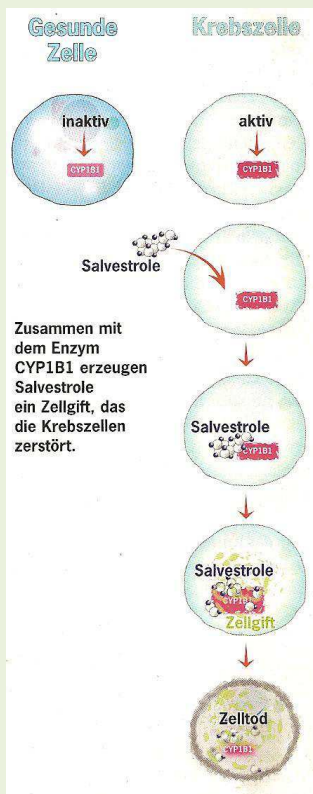 Gesunde
Zelle
Krebszelle
inaktiv
CYP1B1
aktiv
CYP1B1
Salvestrole
CYP1B1
Zusammen mit
dem Enzym
CYP1B1 erzeugen
Salvestrole
ein Zellgift, das
die Krebszellen
zerstört.
Salvestrole
CYP1B1
Salvestrole
CYP1B1
Zellgift
Zelltod
CYP1B1